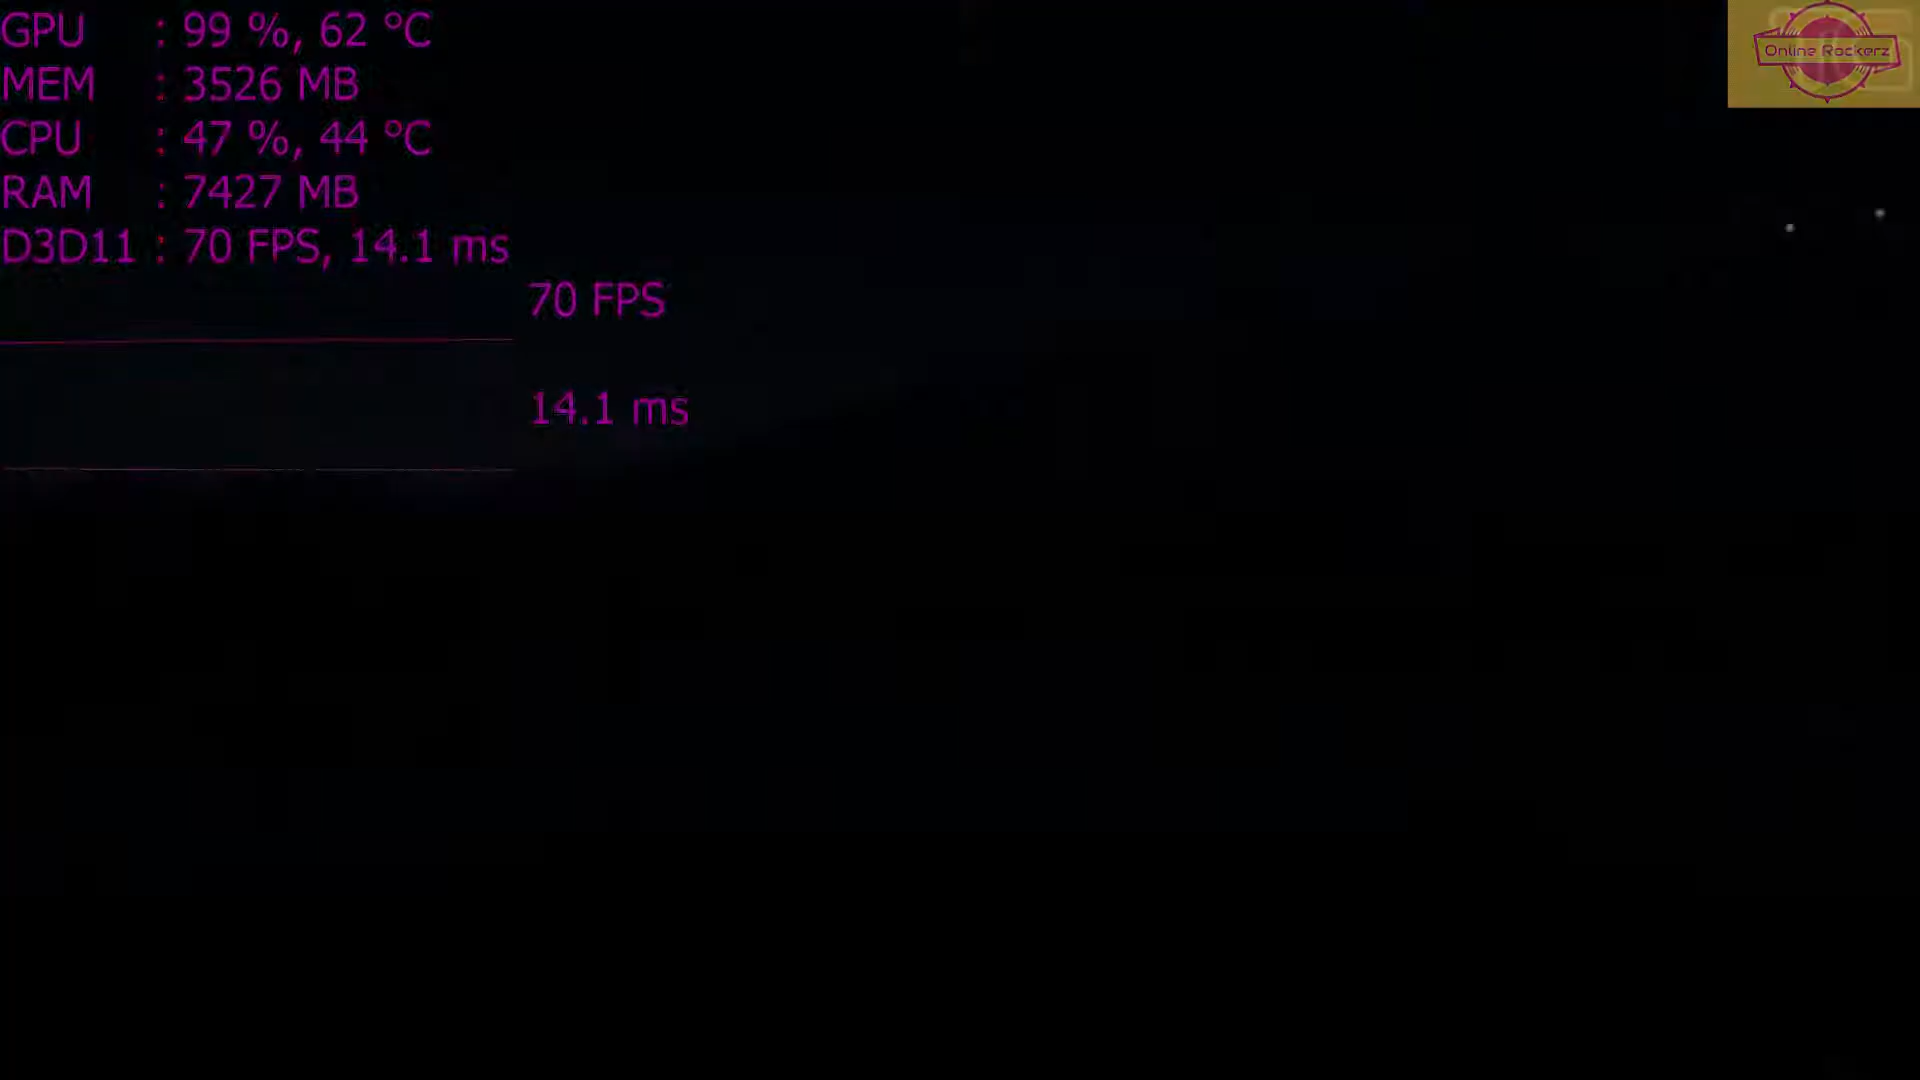 GPU : 99 %, 62 °C
Online Rockerz
MEM : 3526 MB
CPU : 47 %, 44 °C
RAM : 7427 MB
D3D11 : 70 FPS, 14.1 ms
70 FPS
14.1 ms